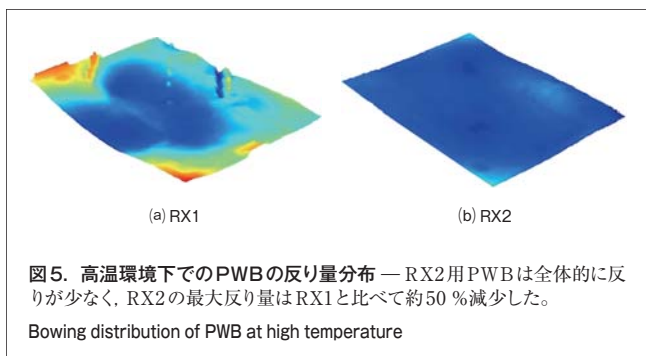 (a) RX1
(b) RX2
図5. 高温環境下でのPWBの反り量分布 — RX2用PWBは全体的に反
りが少なく，RX2の最大反り量はRX1と比べて約50 %減少した。
Bowing distribution of PWB at high temperature